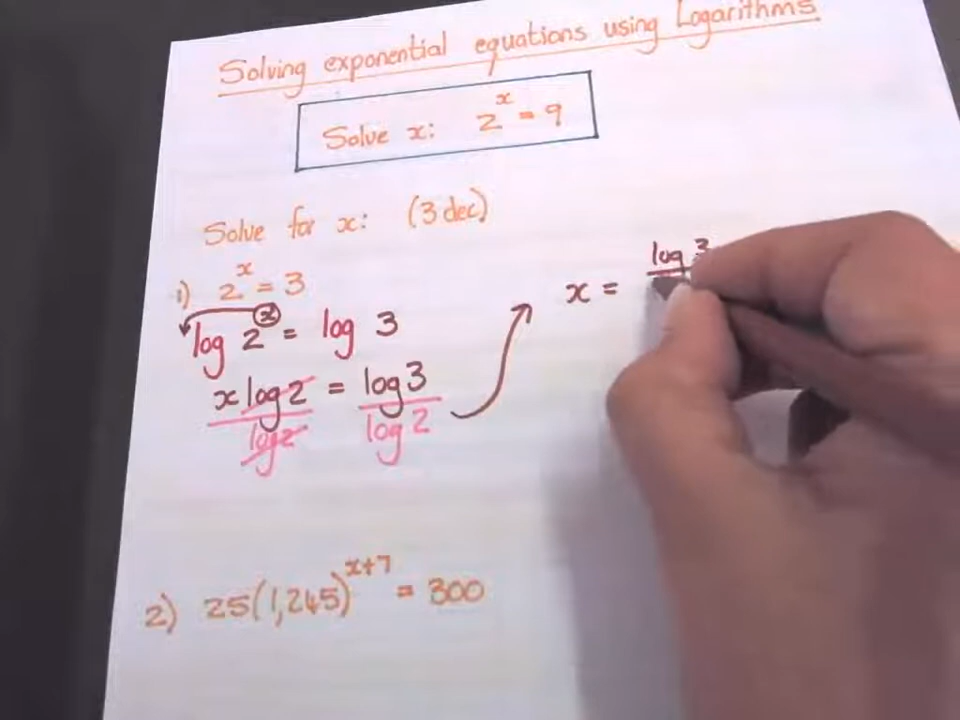 Solving exponential equations using Logarithms
Solve x: 2^x = 9
Solve for x: (3 dec)
1) 2^x = 3
log 2^x = log 3
x log 2 / log 2 = log 3 / log 2
x = log 3
2) 25(1,245)^x+7 = 300